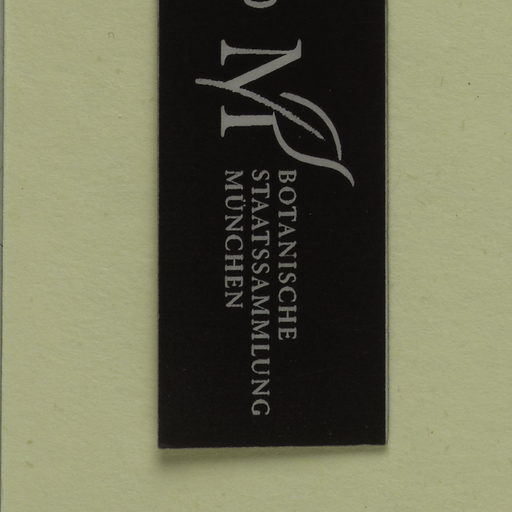 M
BOTANISCHE
STAATSSAMMLUNG
MÜNCHEN